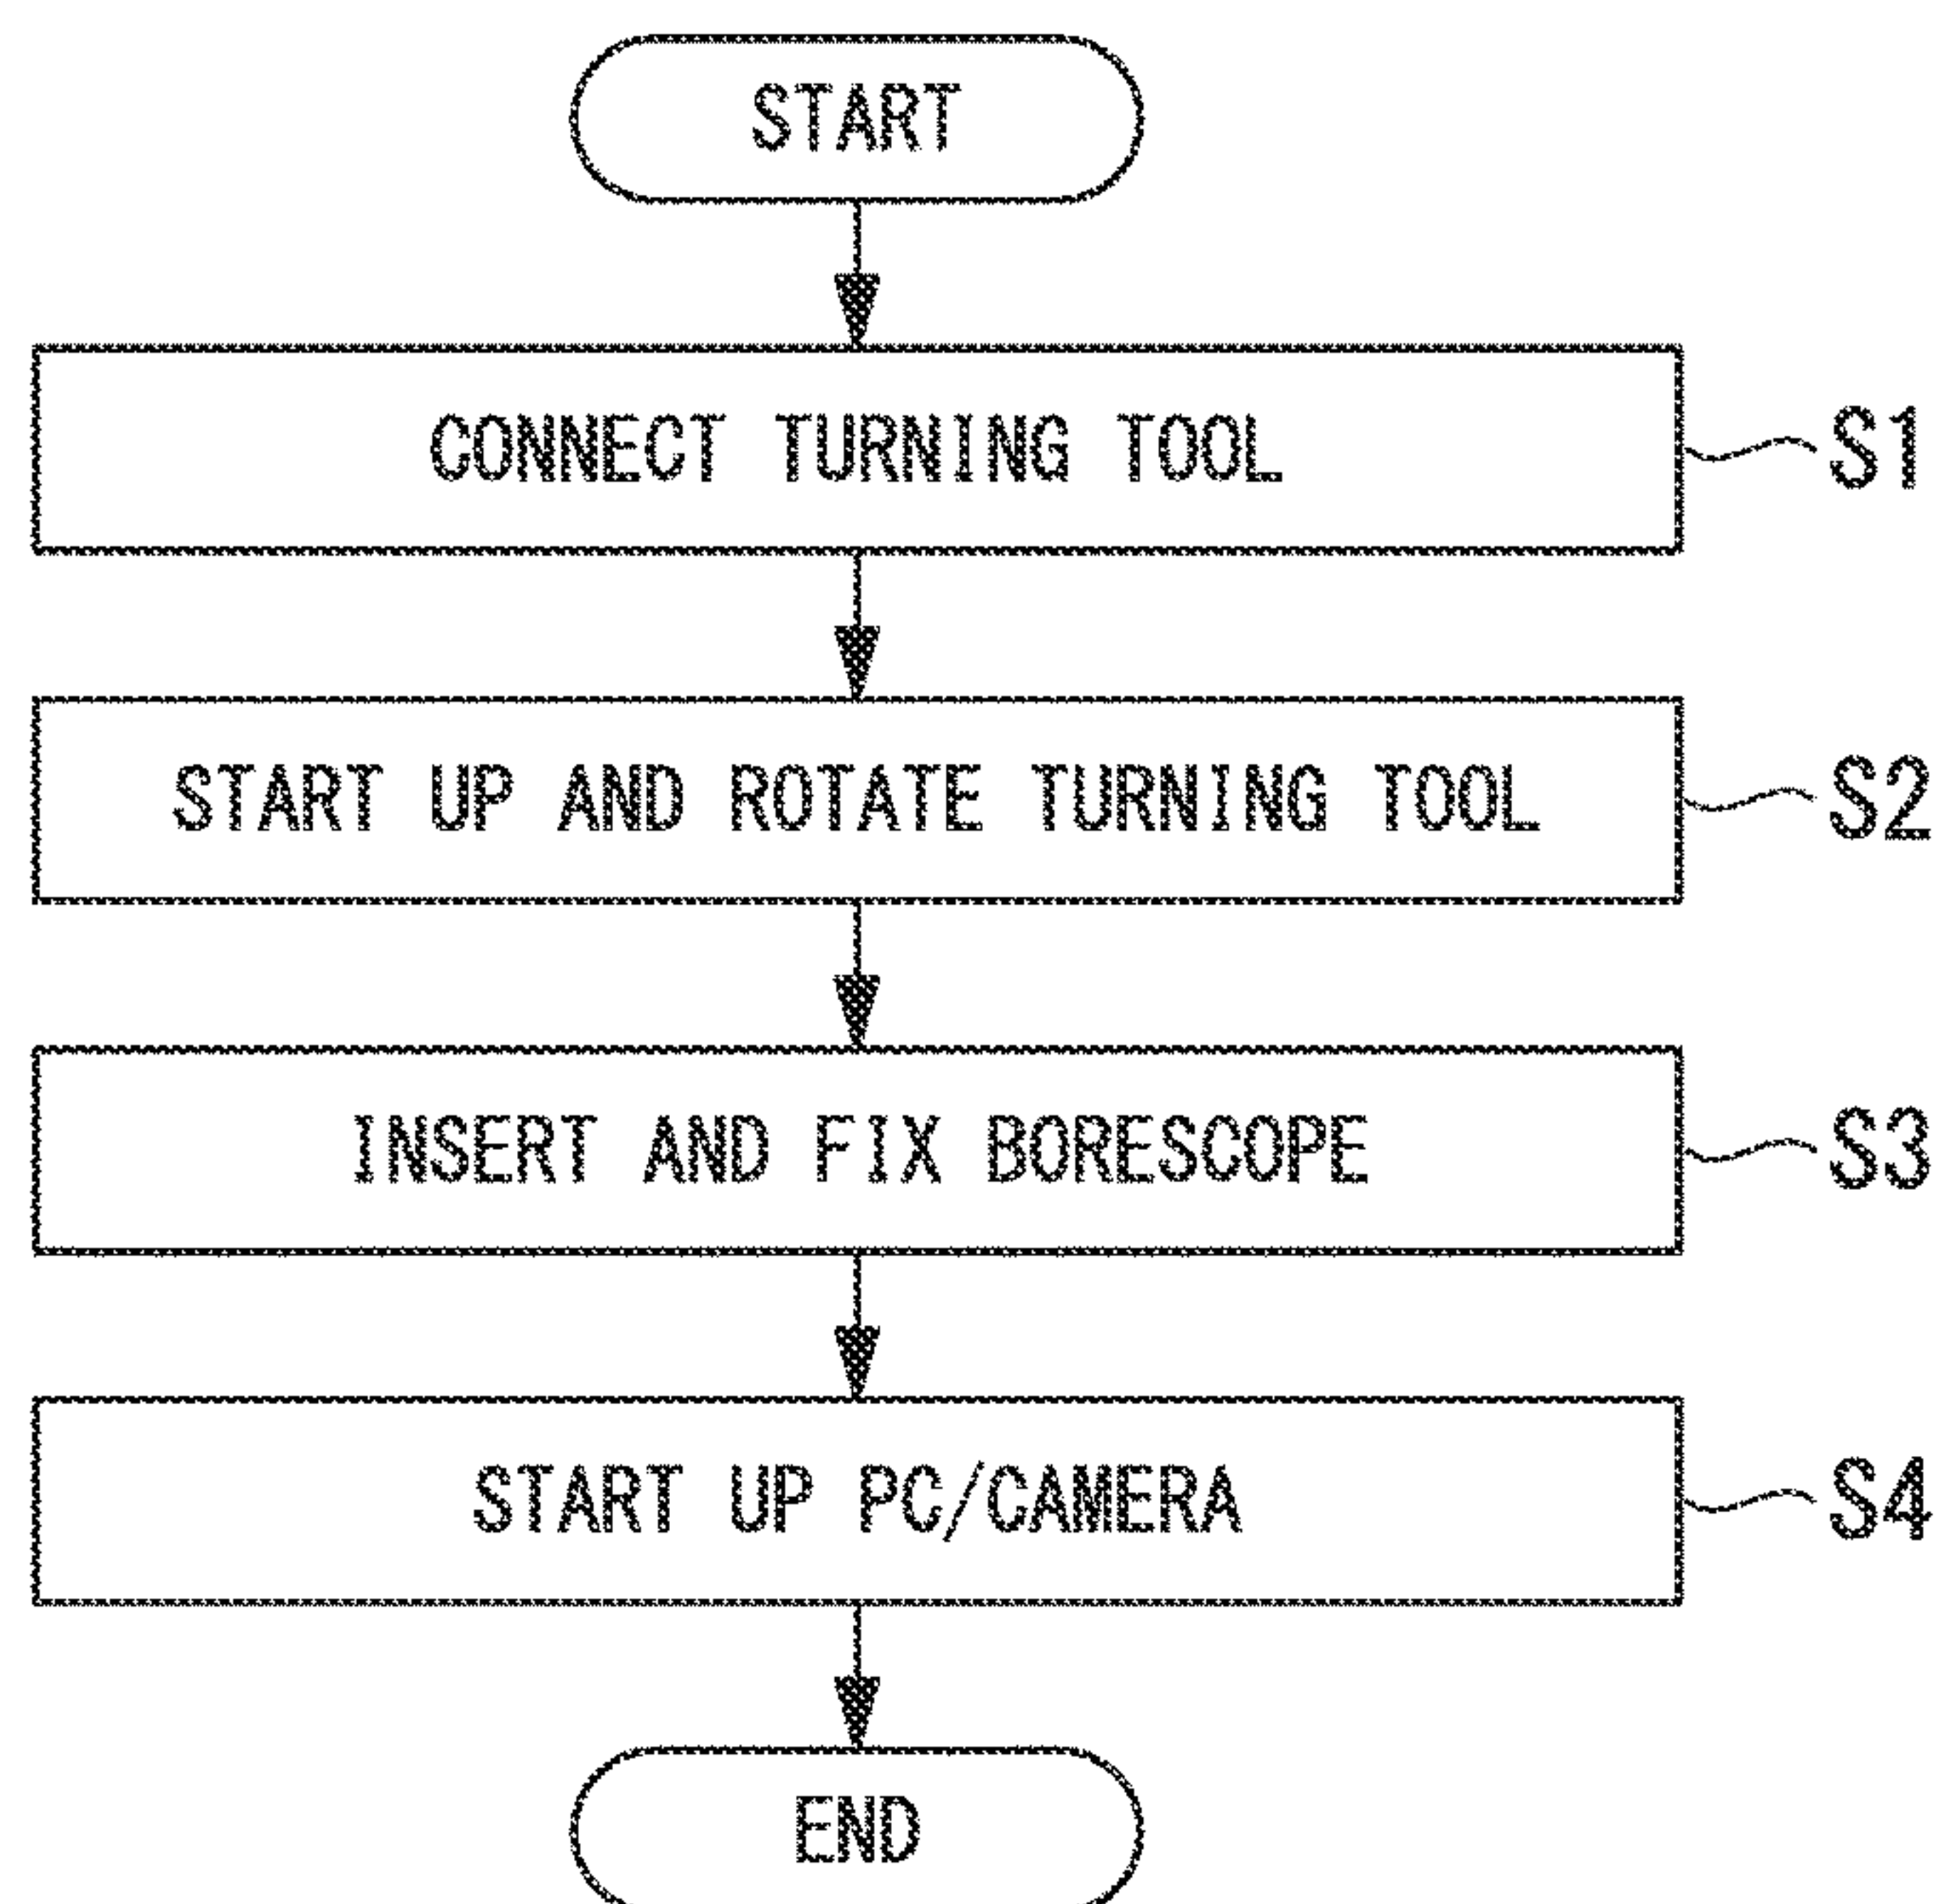 START
CONNECT TURNING TOOL
S1
START UP AND ROTATE TURNING TOOL
S2
INSERT AND FIX BORESCOPE
S3
START UP PC/CAMERA
S4
END